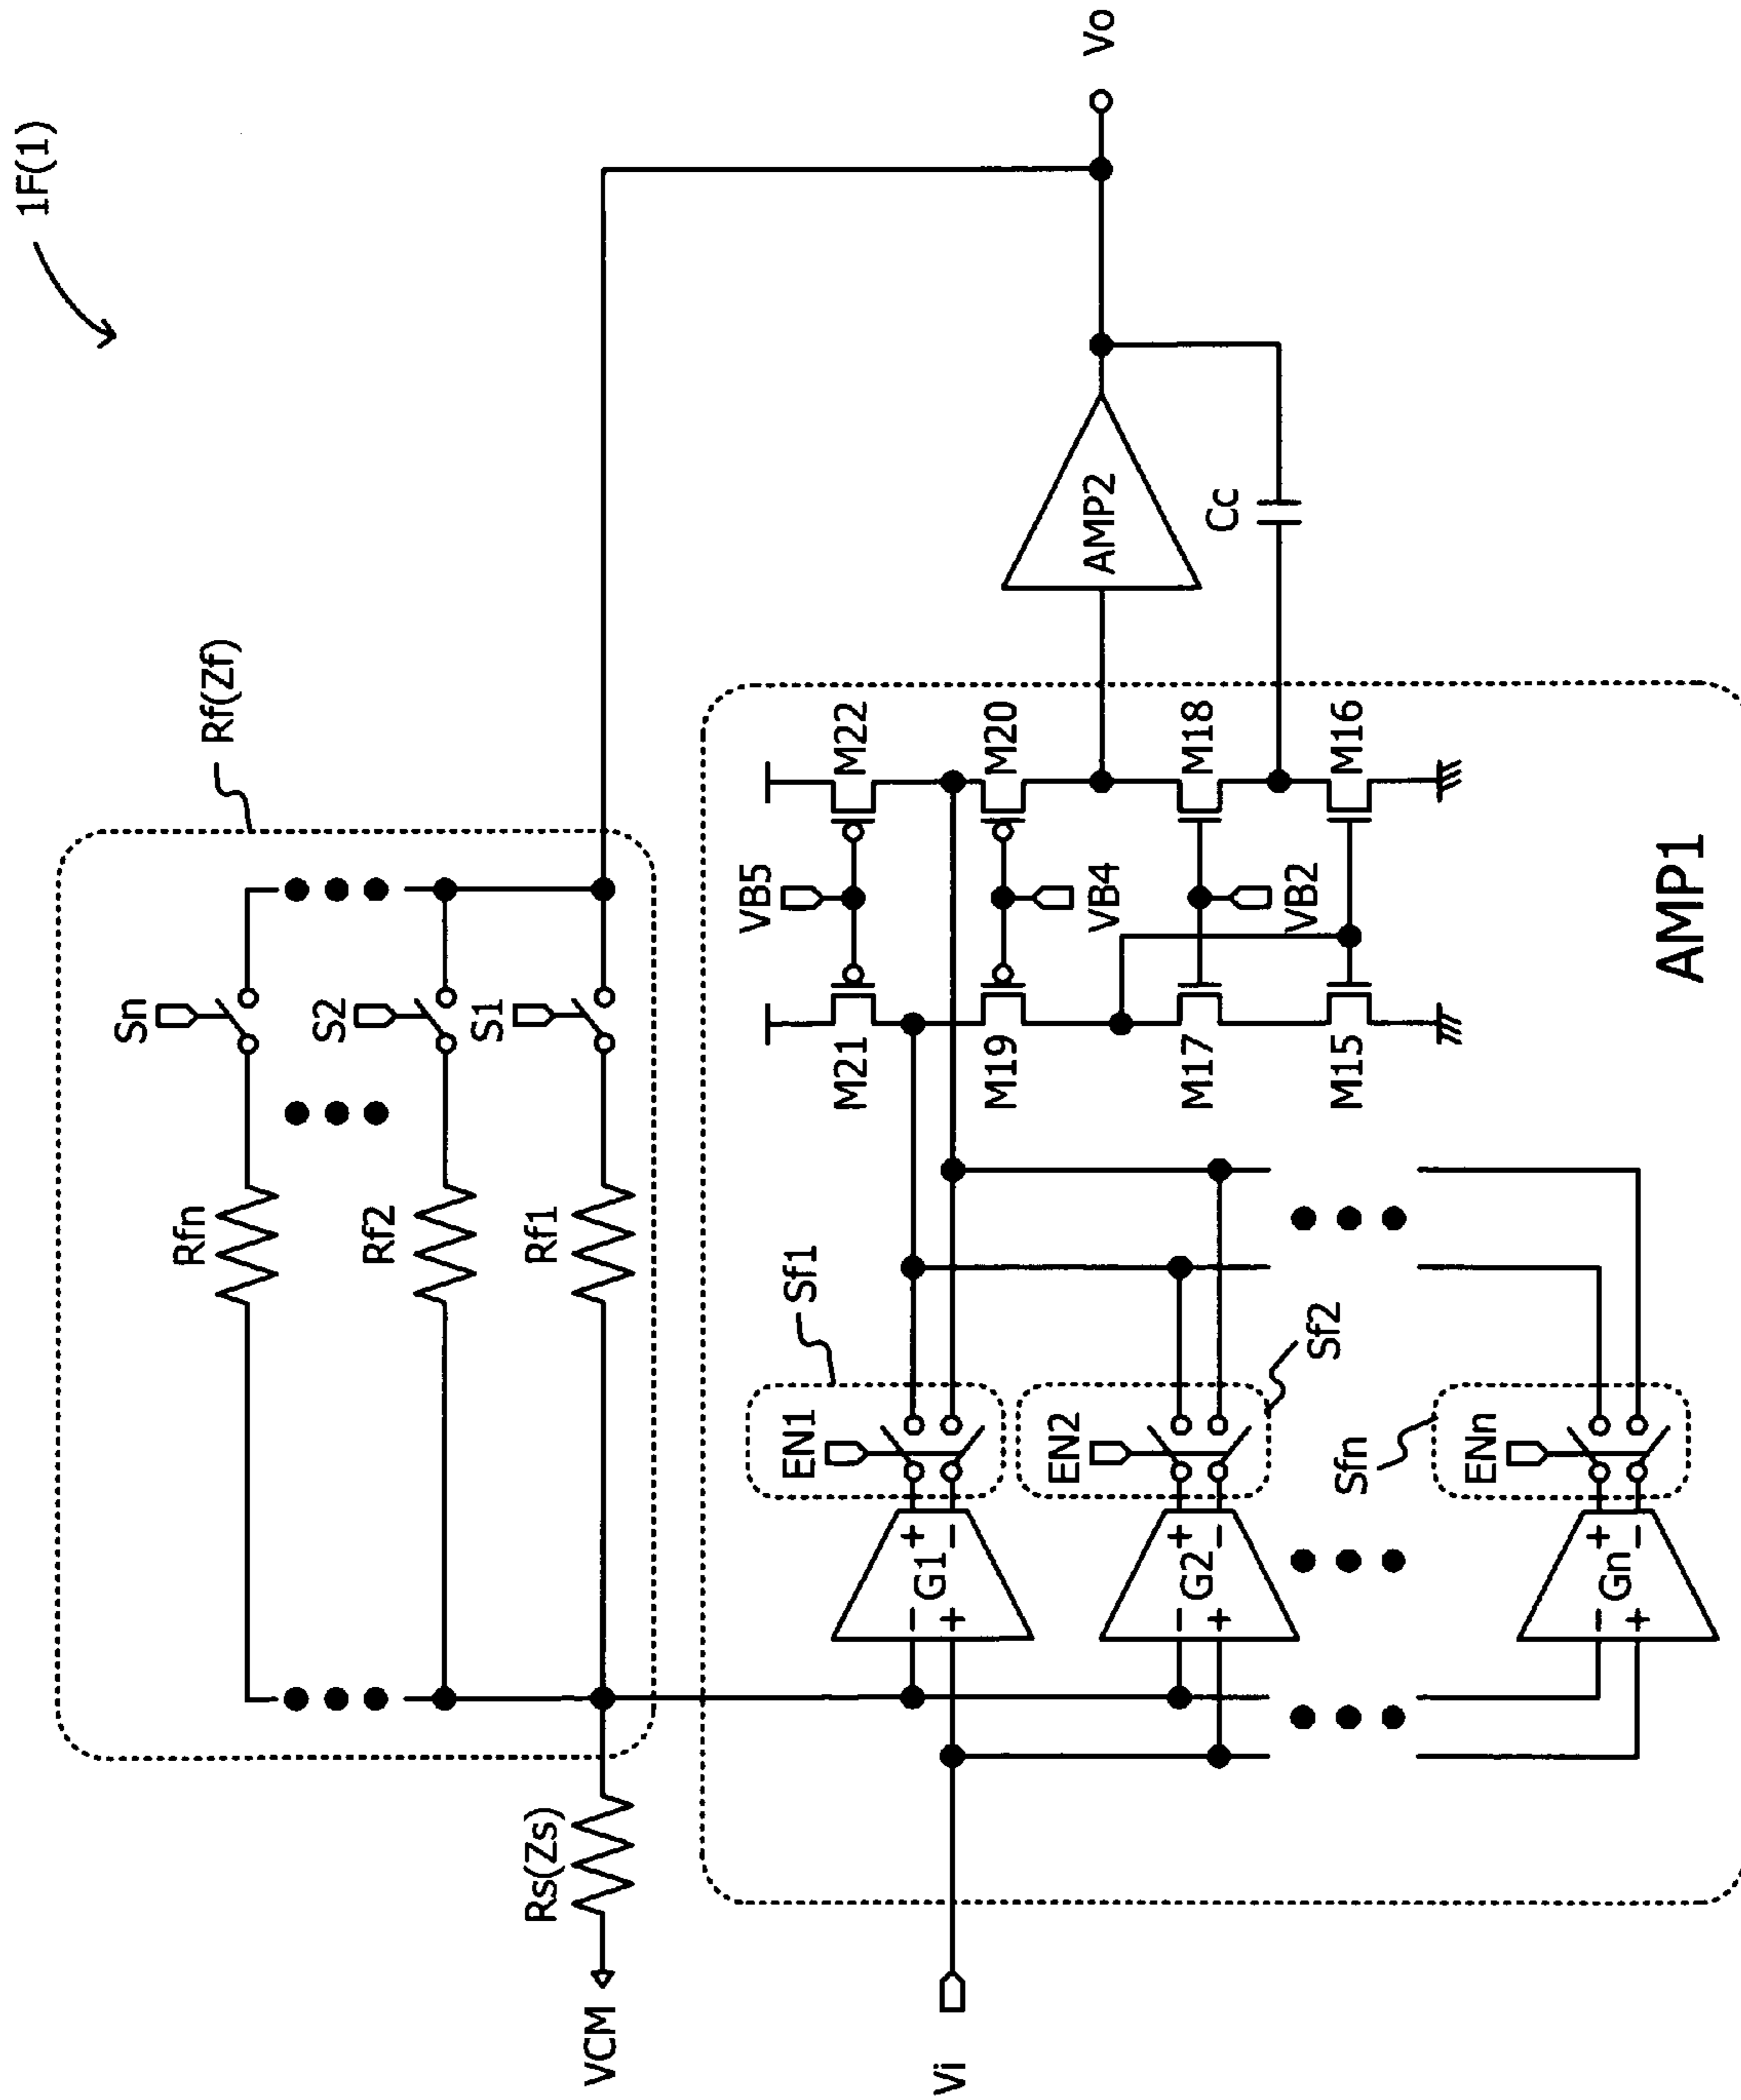 1F(1)
Rf(Zf)
Sn
Rfn
S2
Rf2
S1
Rf1
Rs(Zs)
VCM
Vo
AMP2
Cc
Vi
VB5
M21
M22
VB4
M19
M20
M17
M18
VB2
M15
M16
EN1
Sf1
- +
G1
+ -
EN2
Sf2
- +
G2
+ -
ENn
Sfn
- +
Gn
+ -
AMP1